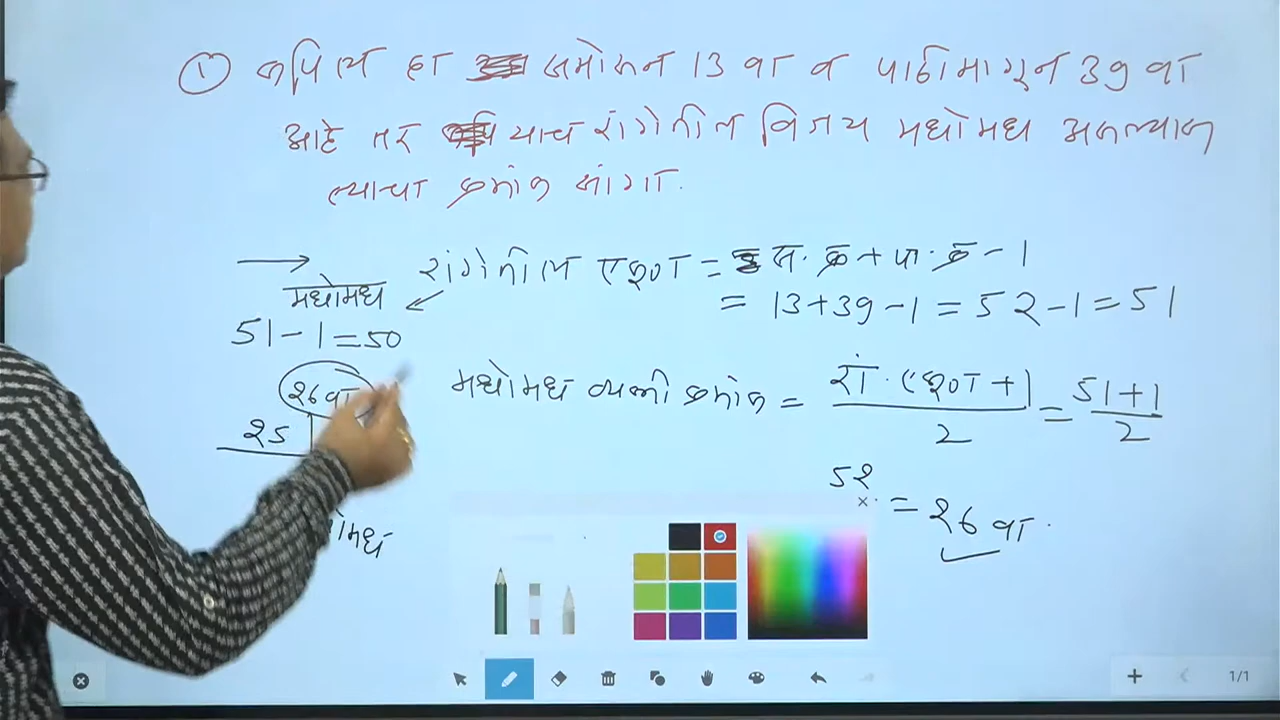 ① कपिल हा समोरून 13 वा व पाठीमागून 39 वा
आहे तर याच रांगेतील विजय मधोमध असल्यास
त्याचा क्रमांक सांगा.
रांगेतील एकूण = स. क्र + पा. क्र - 1
= 13+39-1 = 52-1 = 51
मधोमध
51-1=50
26 वा
25
मधोमध व्यक्ती क्रमांक = रां. एकूण + 1 / 2 = 51+1 / 2
52
= 26 वा.
1/1